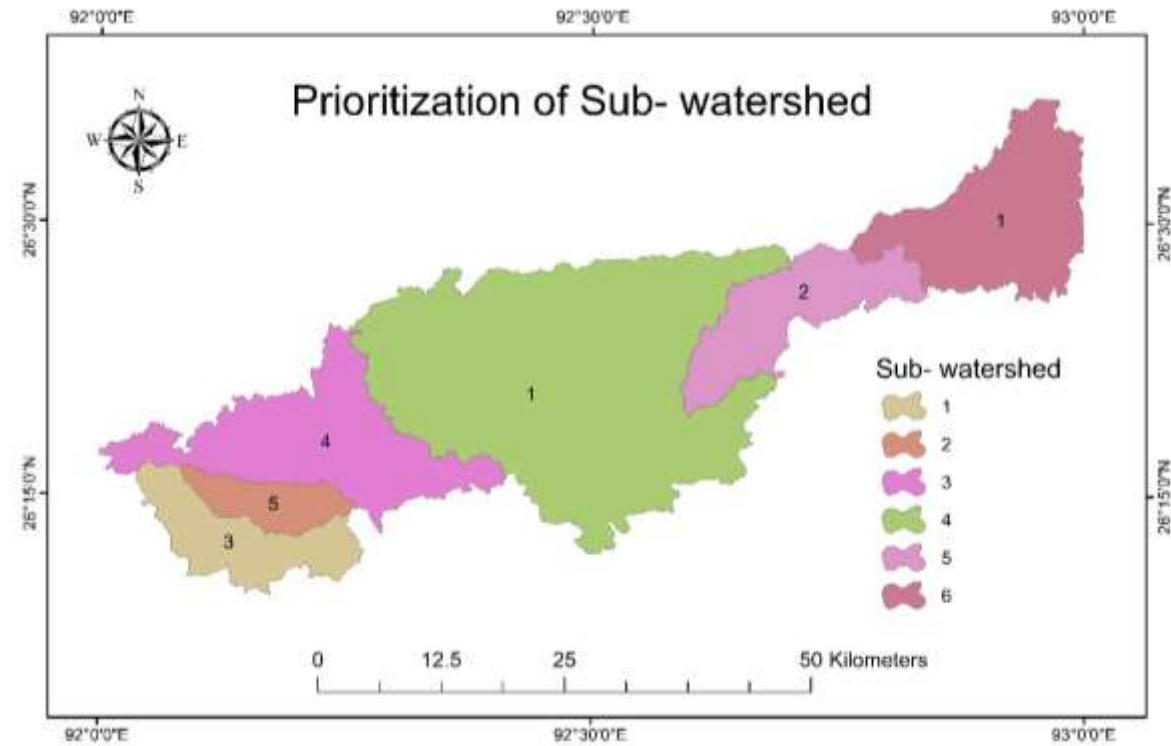 92°0'0"E 92°30'0"E 93°0'0"E
Prioritization of Sub- watershed
N
W E
S
26°30'0"N 26°30'0"N
1
2
1
4
5
3
26°15'0"N 26°15'0"N
Sub- watershed
1
2
3
4
5
6
0 12.5 25 50 Kilometers
92°0'0"E 92°30'0"E 93°0'0"E